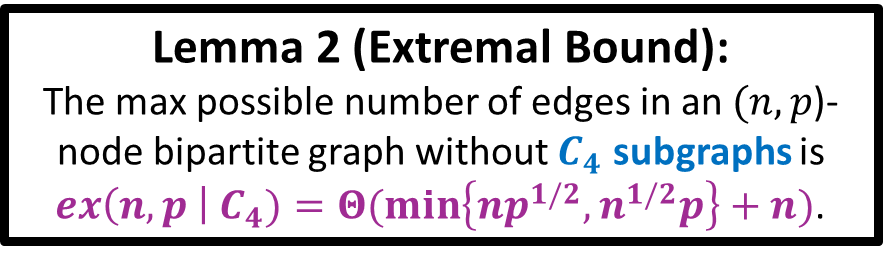 Lemma 2 (Extremal Bound):
The max possible number of edges in an (n, p)-
node bipartite graph without C₄ subgraphs is
ex(n, p | C₄) = Θ(min{np^{1/2}, n^{1/2}p} + n).